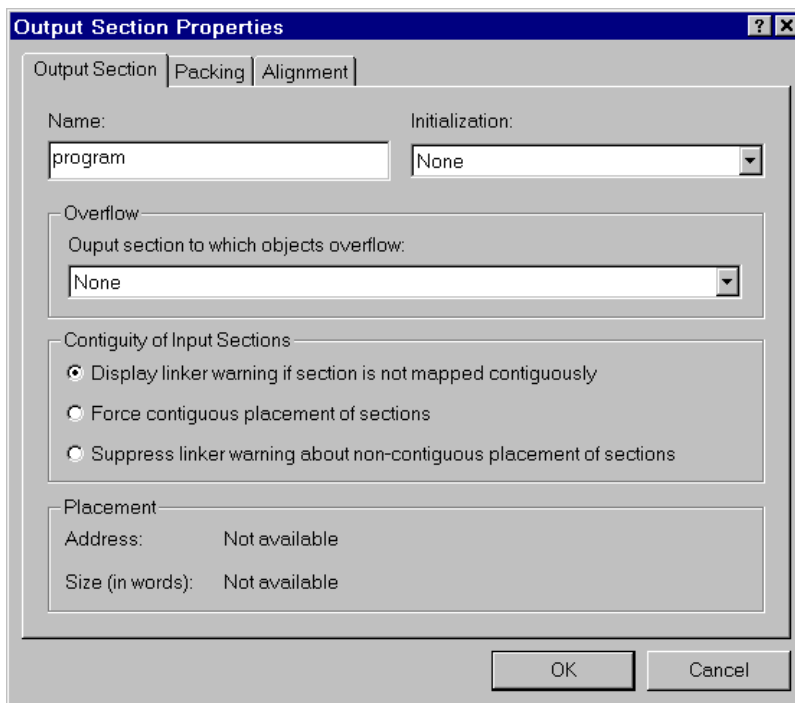 Output Section Properties
Output Section Packing Alignment
Name: Initialization:
program None
Overflow
Ouput section to which objects overflow:
None
Contiguity of Input Sections
Display linker warning if section is not mapped contiguously
Force contiguous placement of sections
Suppress linker warning about non-contiguous placement of sections
Placement
Address: Not available
Size (in words): Not available
OK Cancel